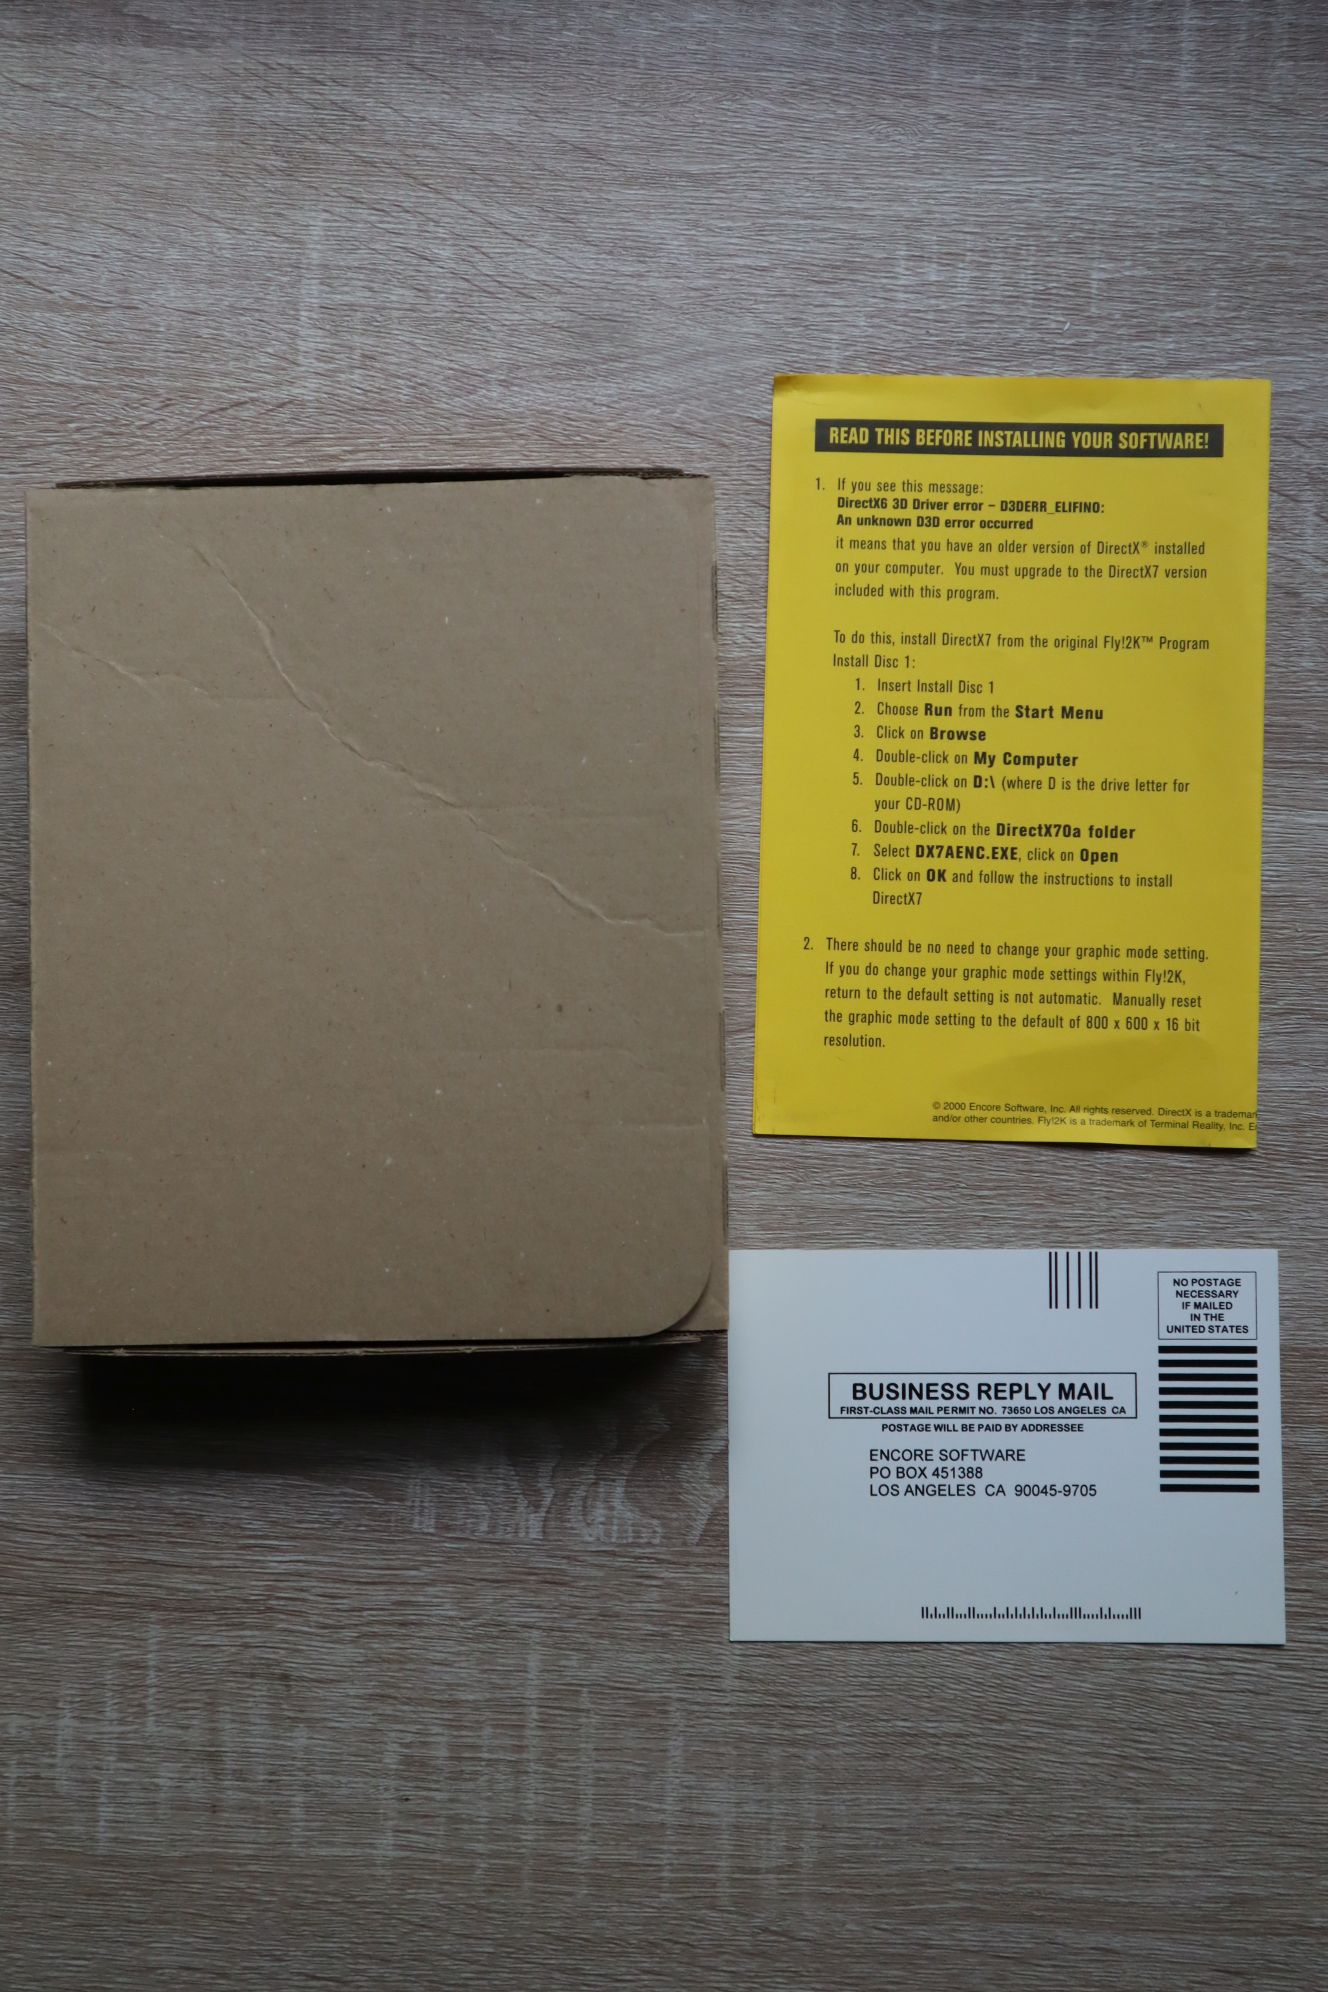 READ THIS BEFORE INSTALLING YOUR SOFTWARE!
1. If you see this message:
DirectX6 3D Driver error – D3DERR_ELIFINO:
An unknown D3D error occurred
it means that you have an older version of DirectX® installed
on your computer. You must upgrade to the DirectX7 version
included with this program.
To do this, install DirectX7 from the original Fly!2K™ Program
Install Disc 1:
1. Insert Install Disc 1
2. Choose Run from the Start Menu
3. Click on Browse
4. Double-click on My Computer
5. Double-click on D:\ (where D is the drive letter for
your CD-ROM)
6. Double-click on the DirectX70a folder
7. Select DX7AENC.EXE, click on Open
8. Click on OK and follow the instructions to install
DirectX7
2. There should be no need to change your graphic mode setting.
If you do change your graphic mode settings within Fly!2K,
return to the default setting is not automatic. Manually reset
the graphic mode setting to the default of 800 x 600 x 16 bit
resolution.
© 2000 Encore Software, Inc. All rights reserved. DirectX is a trademar
and/or other countries. Fly!2K is a trademark of Terminal Reality, Inc. E
NO POSTAGE
NECESSARY
IF MAILED
IN THE
UNITED STATES
BUSINESS REPLY MAIL
FIRST-CLASS MAIL PERMIT NO. 73650 LOS ANGELES CA
POSTAGE WILL BE PAID BY ADDRESSEE
ENCORE SOFTWARE
PO BOX 451388
LOS ANGELES CA 90045-9705